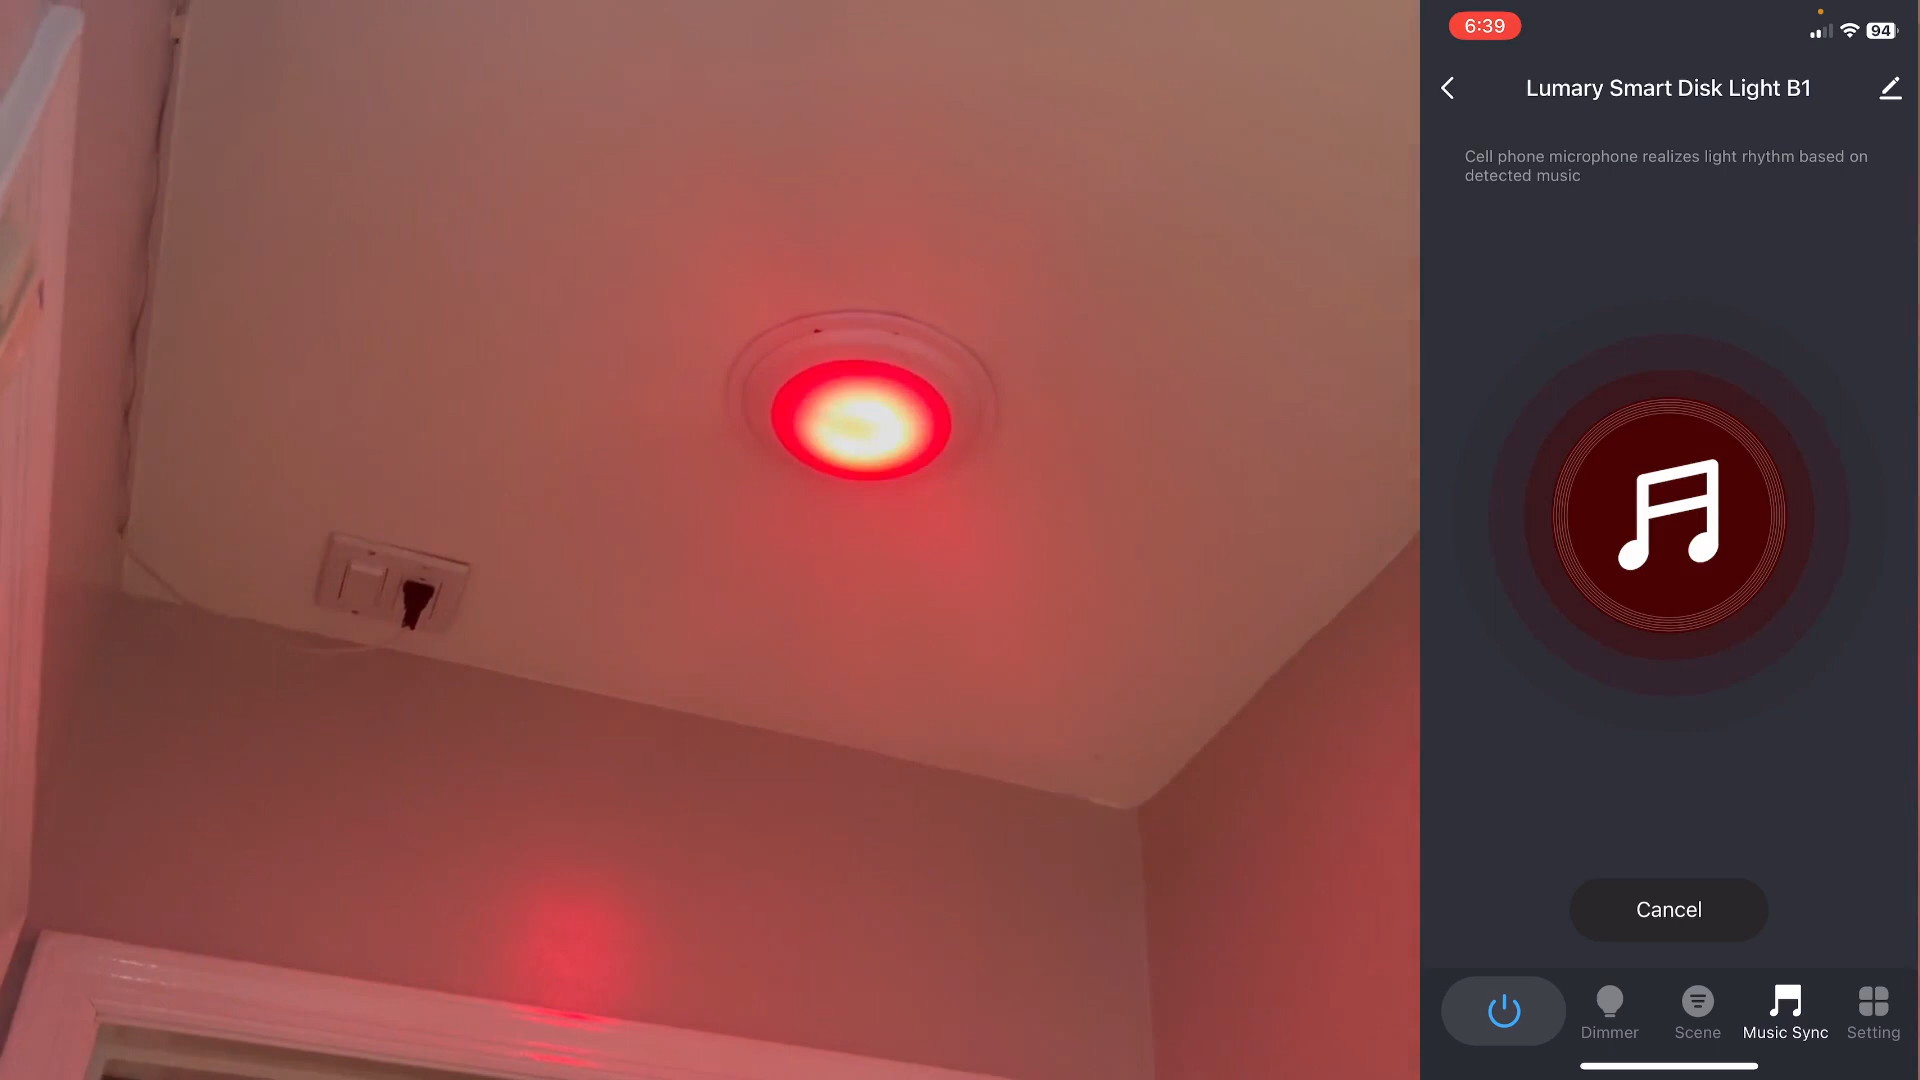 6:39
94
Lumary Smart Disk Light B1
Cell phone microphone realizes light rhythm based on
detected music
Cancel
Dimmer
Scene
Music Sync
Setting